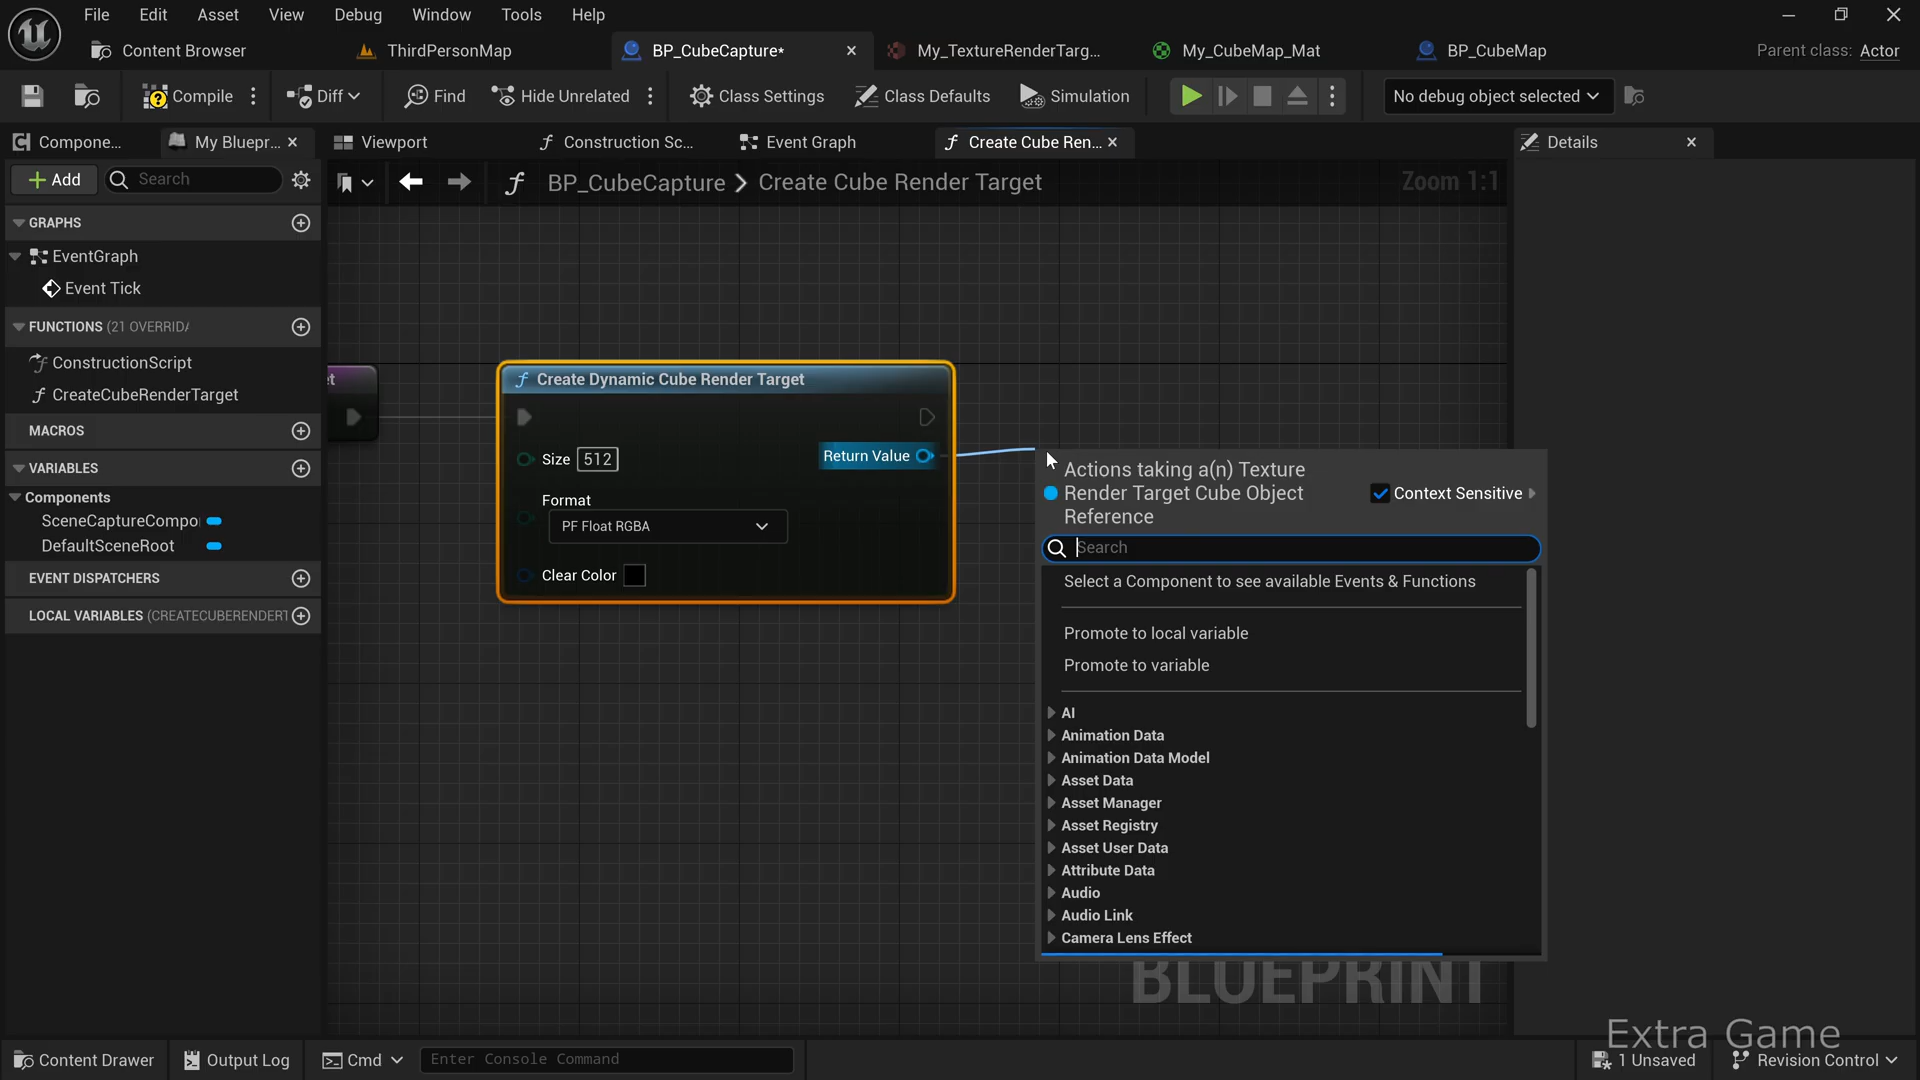 File Edit Asset View Debug Window Tools Help
Content Browser ThirdPersonMap BP_CubeCapture* My_TextureRenderTarg... My_CubeMap_Mat BP_CubeMap Parent class: Actor
Compile Diff Find Hide Unrelated Class Settings Class Defaults Simulation No debug object selected
Compone... My Bluepr... Viewport Construction Sc... Event Graph Create Cube Ren... Details
Add Search BP_CubeCapture Create Cube Render Target Zoom 1:1
GRAPHS
EventGraph
Event Tick
FUNCTIONS (21 OVERRIDA
ConstructionScript
CreateCubeRenderTarget
MACROS
VARIABLES
Components
SceneCaptureCompo
DefaultSceneRoot
EVENT DISPATCHERS
LOCAL VARIABLES (CREATECUBERENDERT
et
Create Dynamic Cube Render Target
Size 512 Return Value
Format
PF Float RGBA
Clear Color
Actions taking a(n) Texture
Render Target Cube Object
Reference
Context Sensitive
Search
Select a Component to see available Events & Functions
Promote to local variable
Promote to variable
AI
Animation Data
Animation Data Model
Asset Data
Asset Manager
Asset Registry
Asset User Data
Attribute Data
Audio
Audio Link
Camera Lens Effect
BLUEPRINT
Extra Game
Content Drawer Output Log Cmd Enter Console Command 1 Unsaved Revision Control